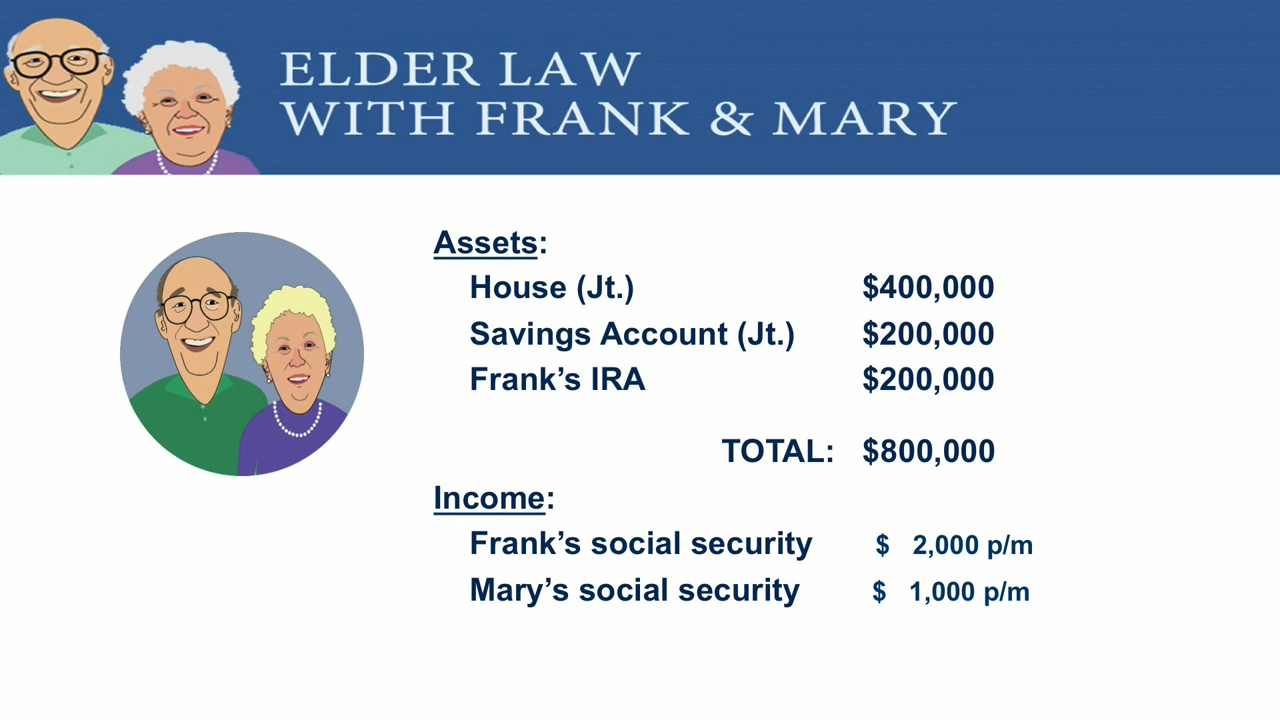 ELDER LAW
WITH FRANK & MARY
Assets:
House (Jt.) $400,000
Savings Account (Jt.) $200,000
Frank’s IRA $200,000
TOTAL: $800,000
Income:
Frank’s social security $ 2,000 p/m
Mary’s social security $ 1,000 p/m